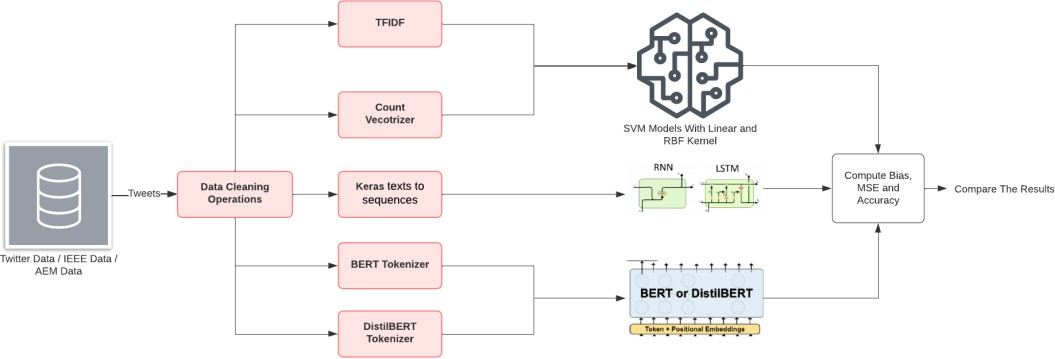 Twitter Data / IEEE Data /
AEM Data
Tweets
Data Cleaning
Operations
TFIDF
Count
Vecotrizer
Keras texts to
sequences
BERT Tokenizer
DistilBERT
Tokenizer
SVM Models With Linear and
RBF Kernel
RNN
LSTM
BERT or DistilBERT
Token + Positional Embeddings
Compute Bias,
MSE and
Accuracy
Compare The Results